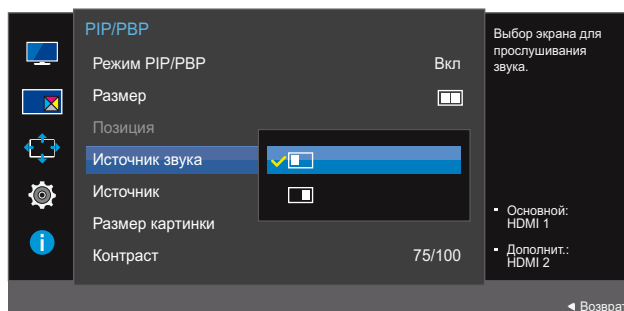 PIP/PBP
Режим PIP/PBP Вкл
Размер
Позиция
Источник звука
Источник
Размер картинки
Контраст 75/100
Выбор экрана для
прослушивания
звука.
Основной:
HDMI 1
Дополнит.:
HDMI 2
Возврат